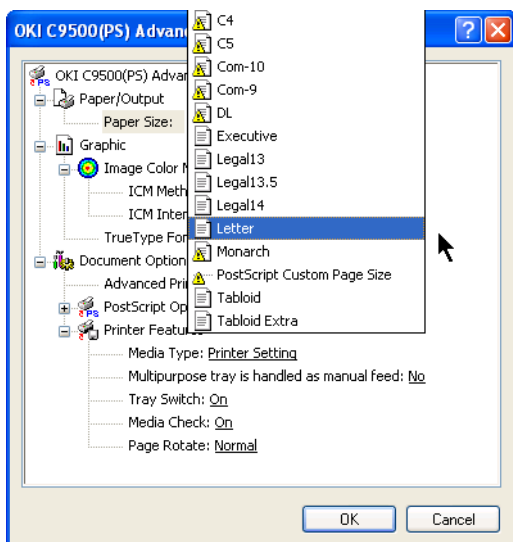 OKI C9500(PS) Advan
C4
C5
Com-10
Com-9
DL
Executive
Legal13
Legal13.5
Legal14
Letter
Monarch
PostScript Custom Page Size
Tabloid
Tabloid Extra
OKI C9500(PS) Advan
Paper/Output
Paper Size:
Graphic
Image Color M
ICM Meth
ICM Inter
TrueType For
Document Option
Advanced Pri
PostScript Op
Printer Features
Media Type: Printer Setting
Multipurpose tray is handled as manual feed: No
Tray Switch: On
Media Check: On
Page Rotate: Normal
OK
Cancel